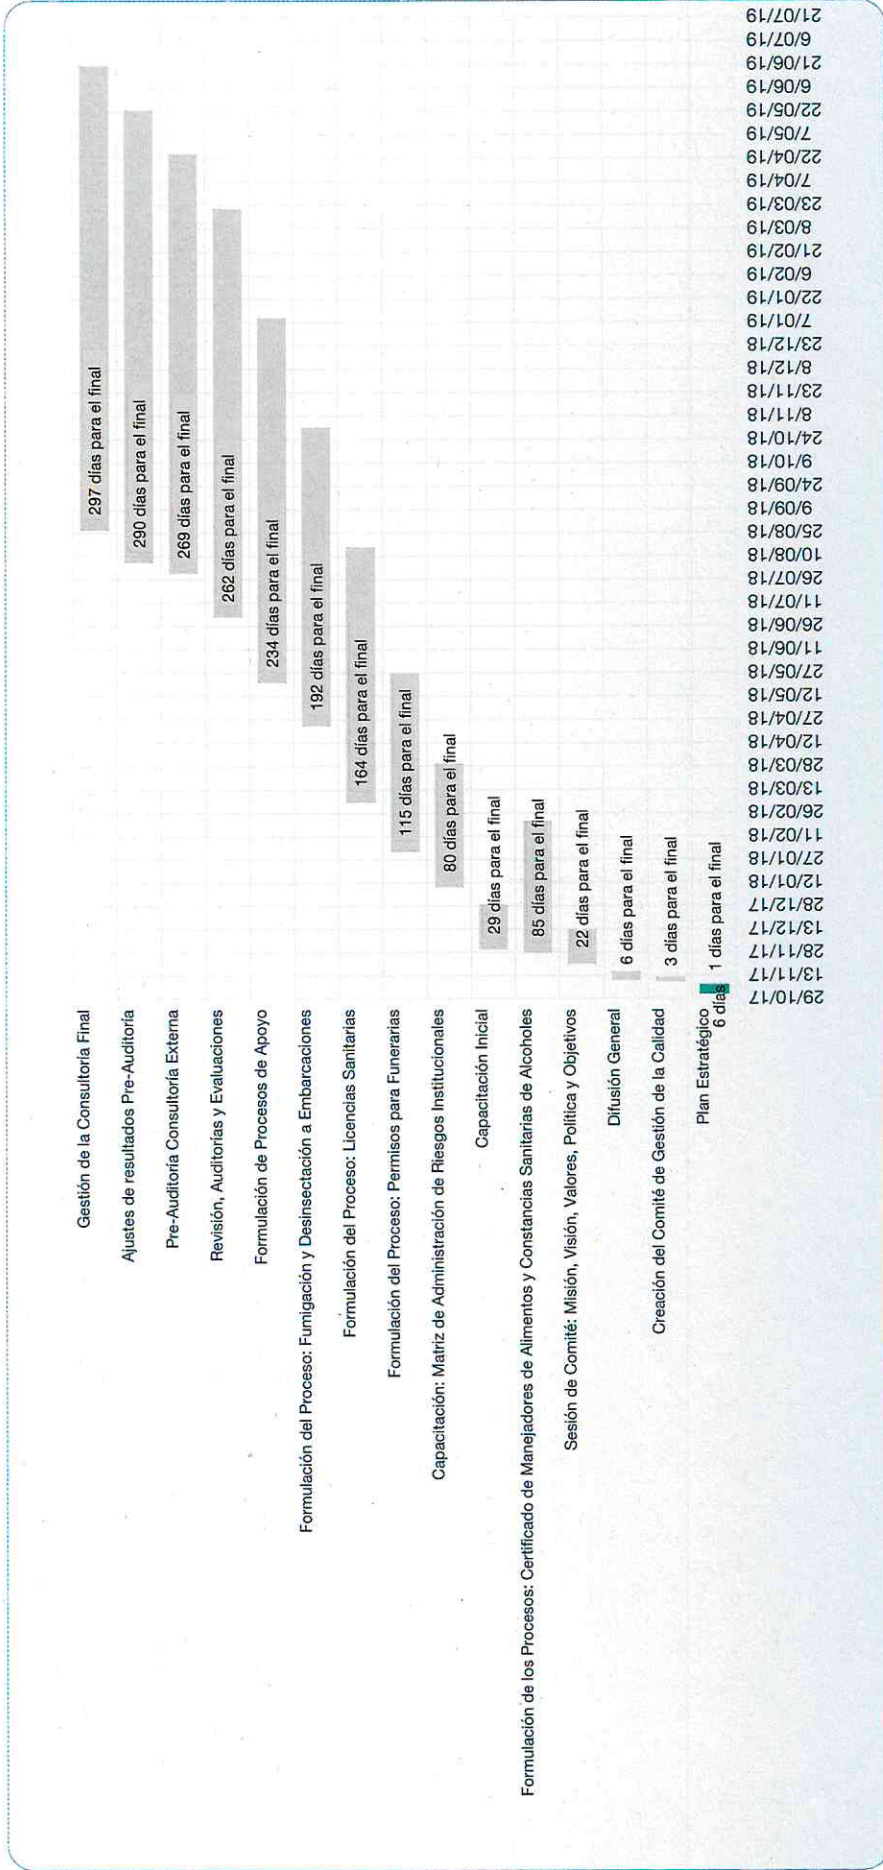 Gestión de la Consultoría Final
297 días para el final
Ajustes de resultados Pre-Auditoría
290 días para el final
Pre-Auditoría Consultoría Externa
269 días para el final
Revisión, Auditorías y Evaluaciones
262 días para el final
Formulación de Procesos de Apoyo
234 días para el final
Formulación del Proceso: Fumigación y Desinsectación a Embarcaciones
192 días para el final
Formulación del Proceso: Licencias Sanitarias
164 días para el final
Formulación del Proceso: Permisos para Funerarias
115 días para el final
Capacitación: Matriz de Administración de Riesgos Institucionales
80 días para el final
Capacitación Inicial
29 días para el final
Formulación de los Procesos: Certificado de Manejadores de Alimentos y Constancias Sanitarias de Alcoholes
85 días para el final
Sesión de Comité: Misión, Visión, Valores, Política y Objetivos
22 días para el final
Difusión General
6 días para el final
Creación del Comité de Gestión de la Calidad
3 días para el final
Plan Estratégico
6 días
1 días para el final
29/10/17
13/11/17
28/11/17
13/12/17
28/12/17
12/01/18
27/01/18
11/02/18
26/02/18
13/03/18
28/03/18
12/04/18
27/04/18
12/05/18
27/05/18
11/06/18
26/06/18
11/07/18
26/07/18
10/08/18
25/08/18
9/09/18
24/09/18
9/10/18
24/10/18
8/11/18
23/11/18
8/12/18
23/12/18
7/01/19
22/01/19
6/02/19
21/02/19
8/03/19
23/03/19
7/04/19
22/04/19
7/05/19
22/05/19
6/06/19
21/06/19
6/07/19
21/07/19